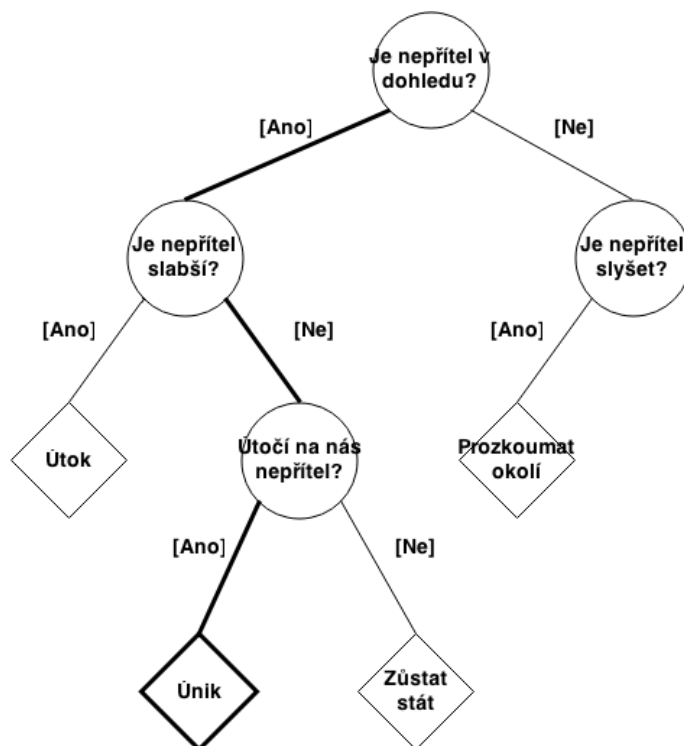 Je nepřítel v
dohledu?
[Ano]
[Ne]
Je nepřítel
slabší?
Je nepřítel
slyšet?
[Ano]
[Ne]
[Ano]
Útok
Útočí na nás
nepřítel?
Prozkoumat
okolí
[Ano]
[Ne]
Únik
Zůstat
stát